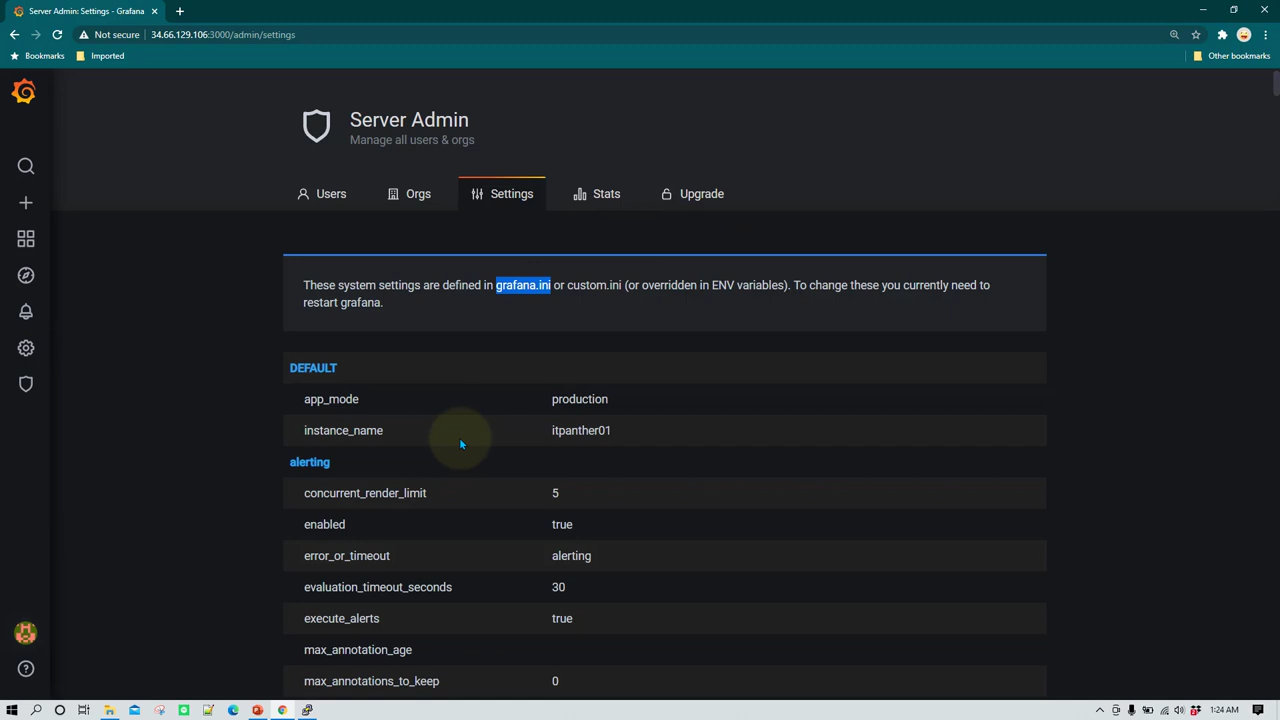 Server Admin: Settings - Grafana
Not secure
34.66.129.106:3000/admin/settings
Bookmarks
Imported
Other bookmarks
Server Admin
Manage all users & orgs
Users
Orgs
Settings
Stats
Upgrade
These system settings are defined in grafana.ini or custom.ini (or overridden in ENV variables). To change these you currently need to
restart grafana.
DEFAULT
app_mode production
instance_name itpanther01
alerting
concurrent_render_limit 5
enabled true
error_or_timeout alerting
evaluation_timeout_seconds 30
execute_alerts true
max_annotation_age
max_annotations_to_keep 0
1:24 AM